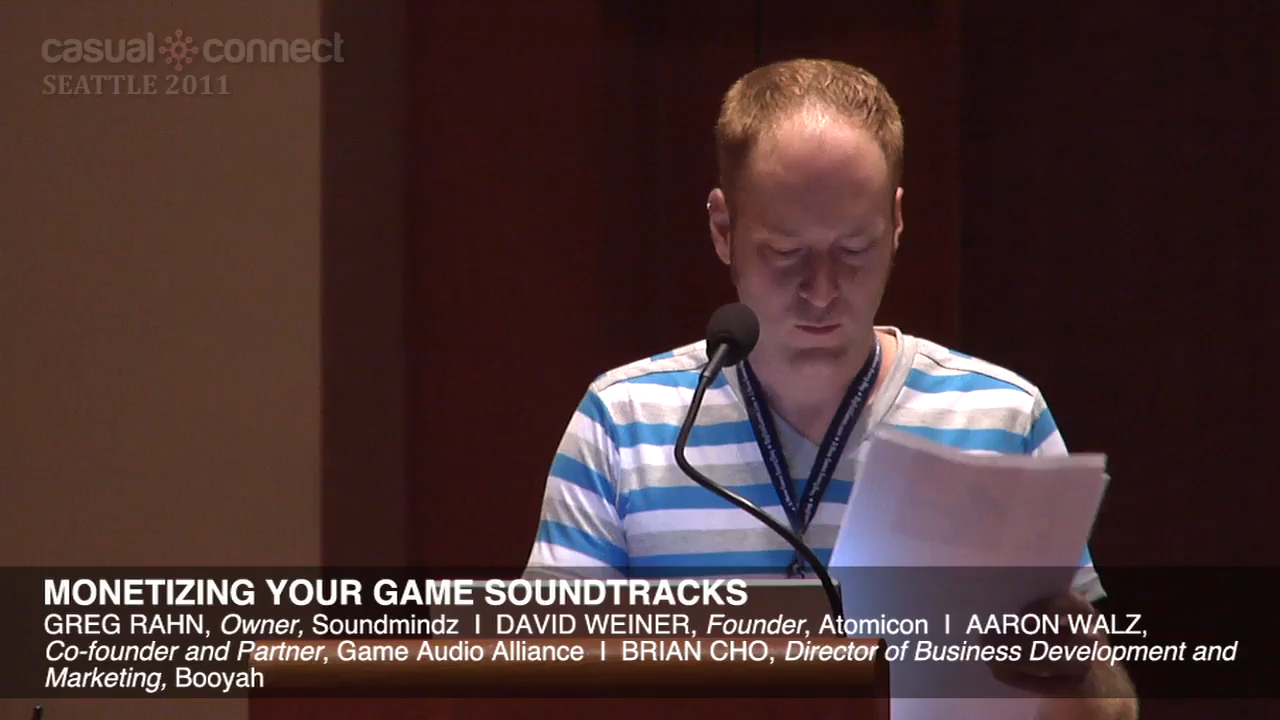 casual connect
SEATTLE 2011
MONETIZING YOUR GAME SOUNDTRACKS
GREG RAHN, Owner, Soundmindz I DAVID WEINER, Founder, Atomicon I AARON WALZ,
Co-founder and Partner, Game Audio Alliance I BRIAN CHO, Director of Business Development and
Marketing, Booyah